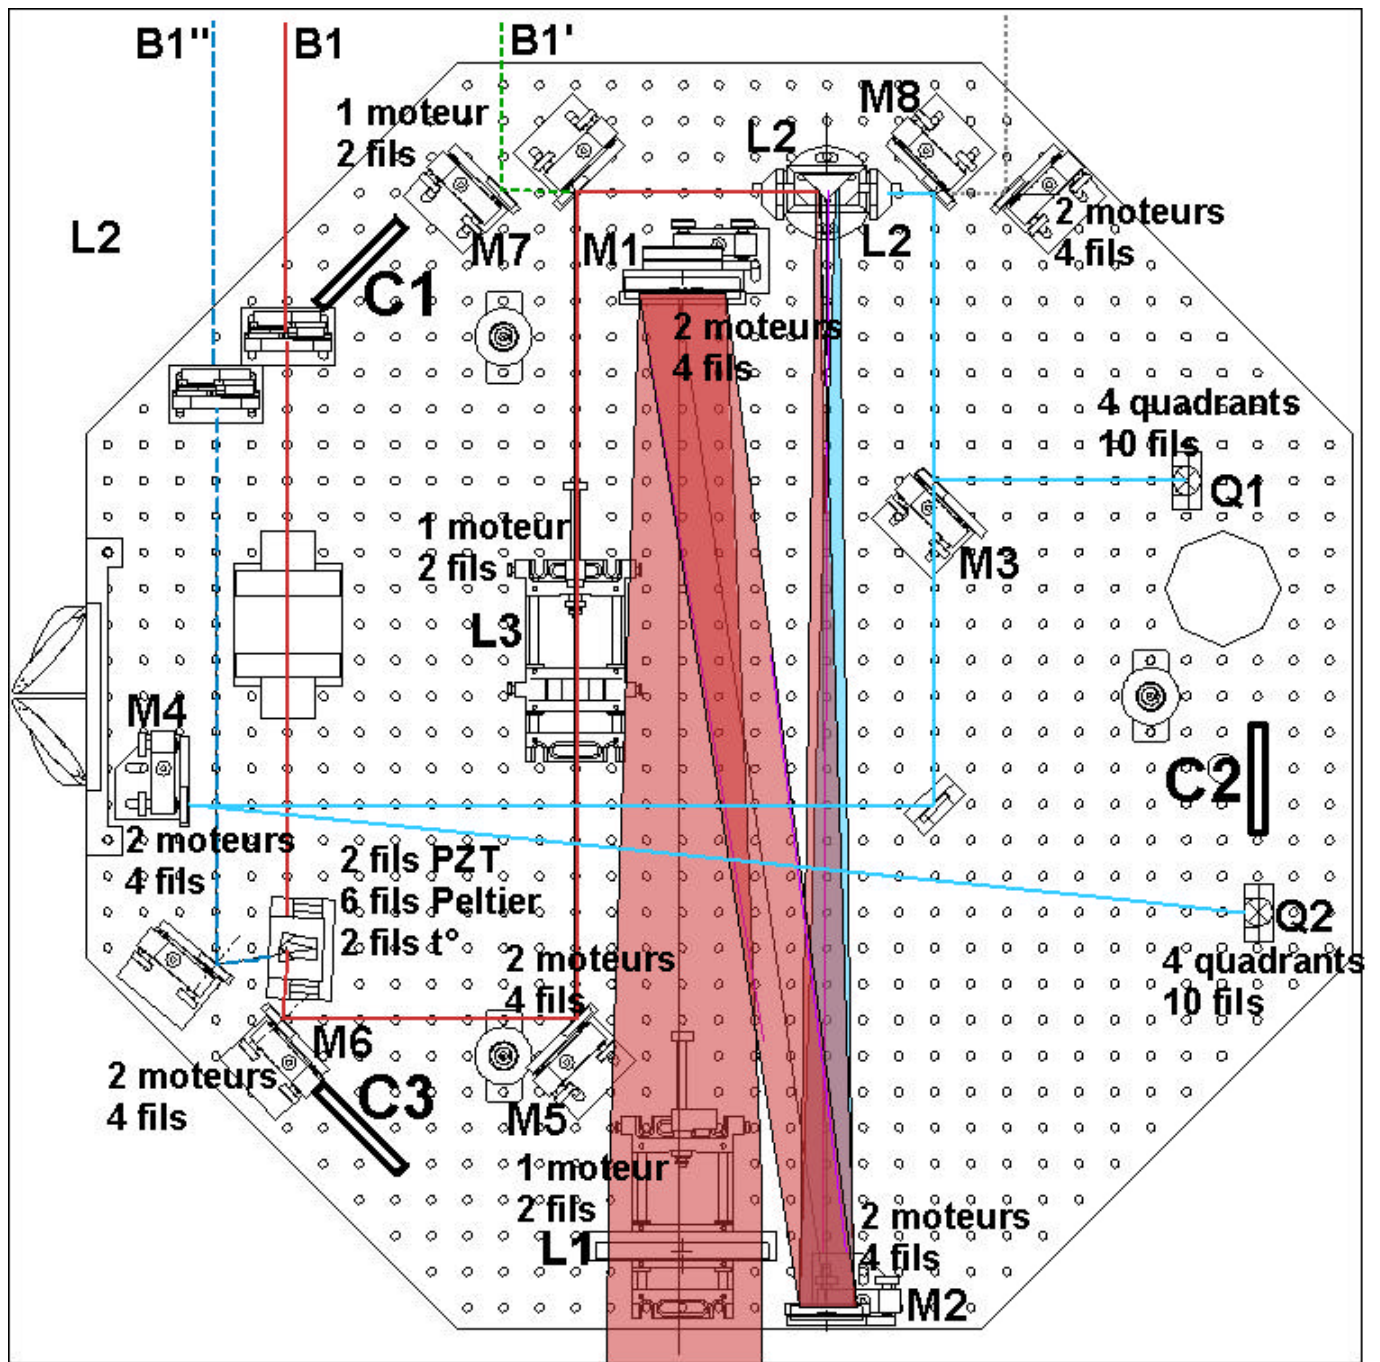 B1"
B1
B1'
1 moteur
2 fils
M8
L2
L2
M7
M1
L2
2 moteurs
4 fils
C1
2 moteurs
4 fils
4 quadrants
10 fils
Q1
1 moteur
2 fils
M3
L3
M4
C2
2 moteurs
4 fils
2 fils PZT
6 fils Peltier
2 fils t°
Q2
2 moteurs
4 fils
4 quadrants
10 fils
M6
2 moteurs
4 fils
C3
M5
1 moteur
2 fils
L1
2 moteurs
4 fils
M2